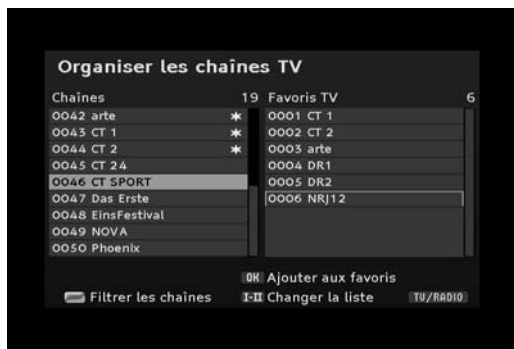 Organiser les chaînes TV
Chaines 19 Favoris TV 6
0042 arte * 0001 CT 1
0043 CT 1 * 0002 CT 2
0044 CT 2 * 0003 arte
0045 CT 24 0004 DR1
0046 CT SPORT 0005 DR2
0047 Das Erste 0006 NRJ12
0048 EinsFestival
0049 NOVA
0050 Phoenix
OK Ajouter aux favoris
Filtrer les chaînes I-II Changer la liste TV/RADIO